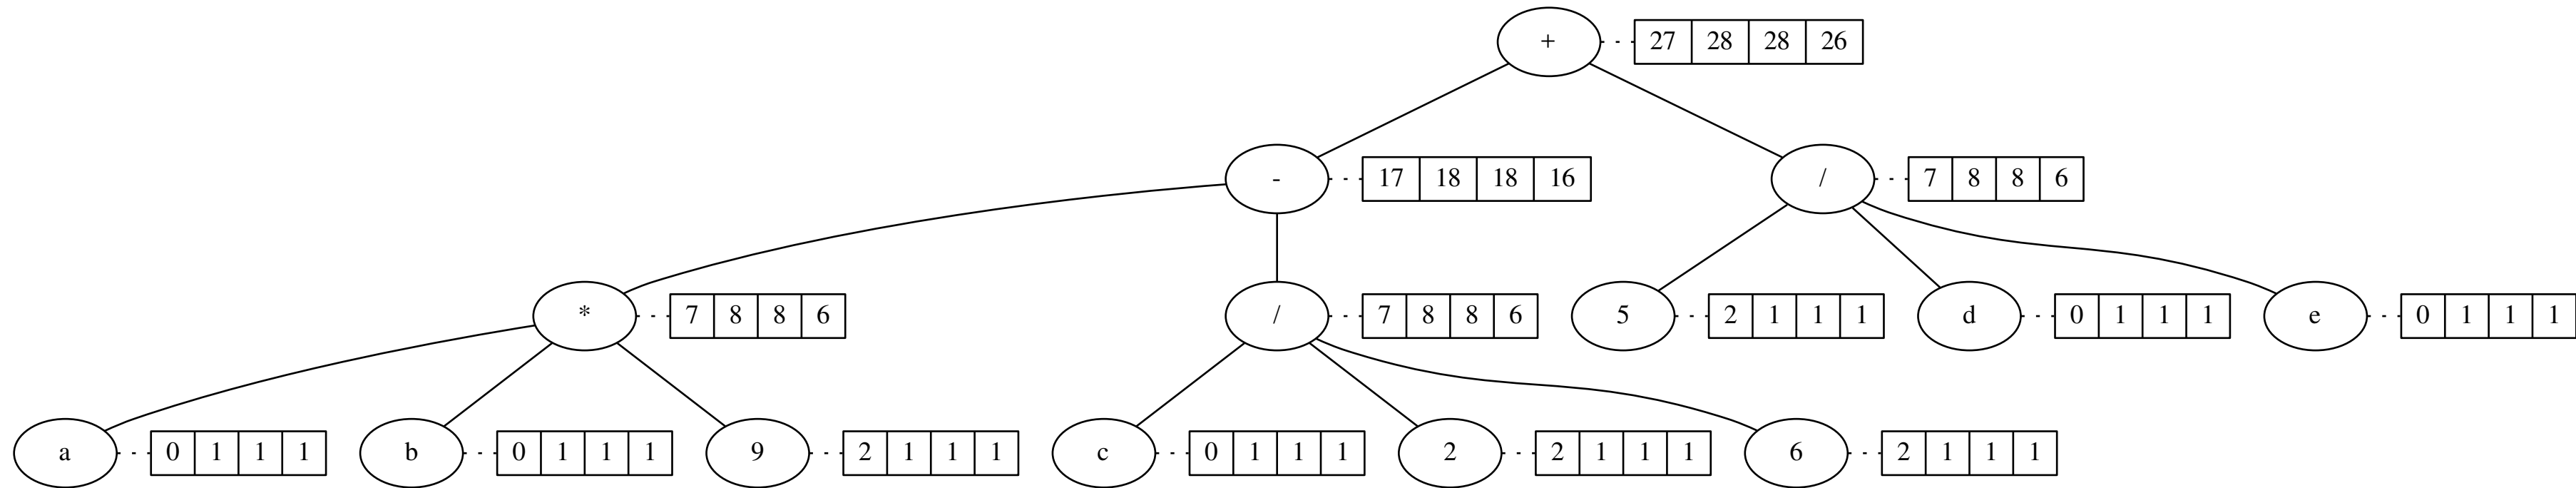 + 27 28 28 26
- 17 18 18 16 / 7 8 8 6
* 7 8 8 6 / 7 8 8 6 5 2 1 1 1 d 0 1 1 1 e 0 1 1 1
a 0 1 1 1 b 0 1 1 1 9 2 1 1 1 c 0 1 1 1 2 2 1 1 1 6 2 1 1 1